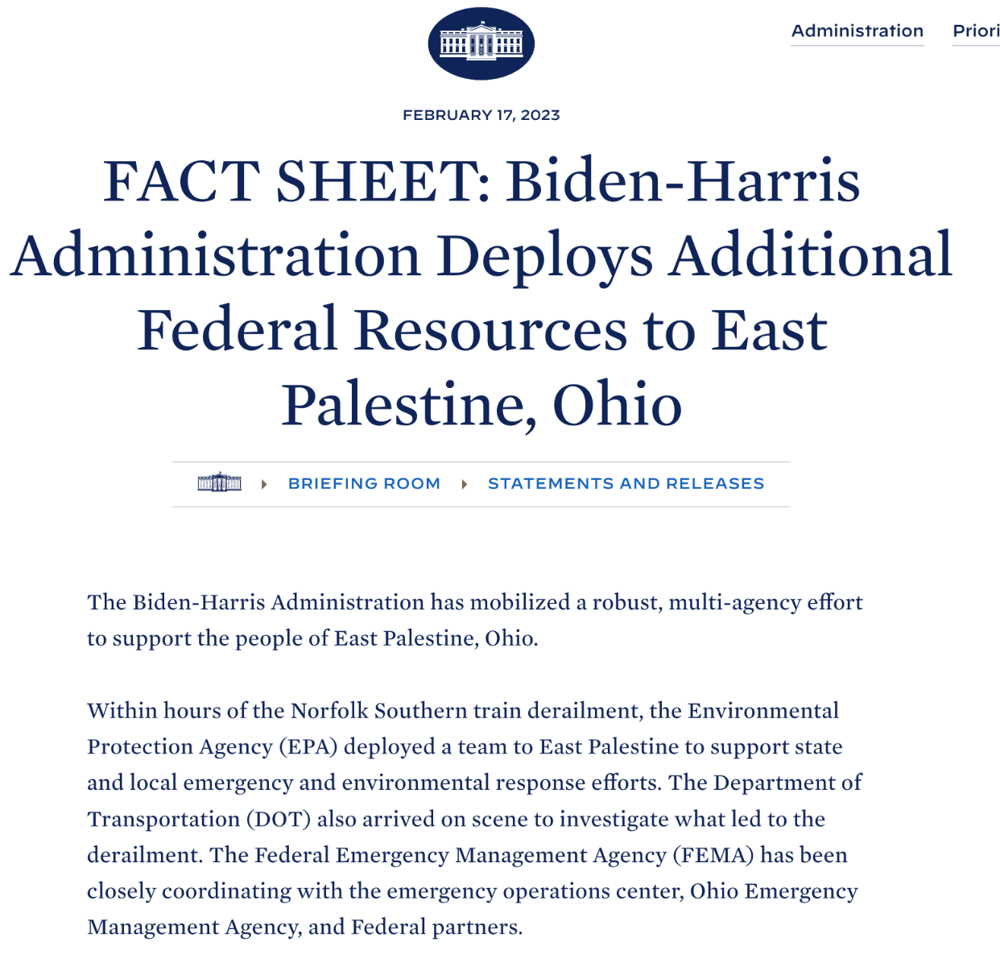 Administration Priori
FEBRUARY 17, 2023
FACT SHEET: Biden-Harris
Administration Deploys Additional
Federal Resources to East
Palestine, Ohio
BRIEFING ROOM STATEMENTS AND RELEASES
The Biden-Harris Administration has mobilized a robust, multi-agency effort
to support the people of East Palestine, Ohio.
Within hours of the Norfolk Southern train derailment, the Environmental
Protection Agency (EPA) deployed a team to East Palestine to support state
and local emergency and environmental response efforts. The Department of
Transportation (DOT) also arrived on scene to investigate what led to the
derailment. The Federal Emergency Management Agency (FEMA) has been
closely coordinating with the emergency operations center, Ohio Emergency
Management Agency, and Federal partners.